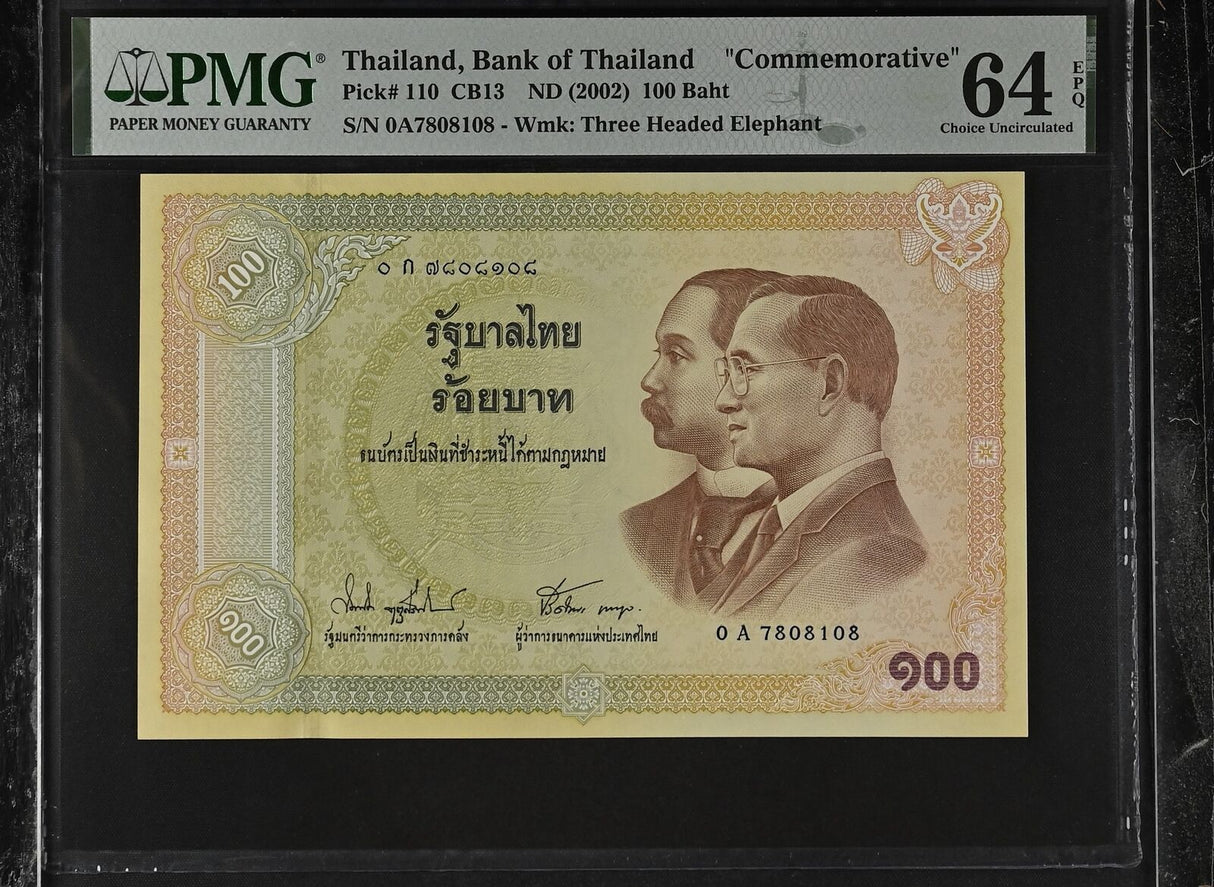 PMG®
PAPER MONEY GUARANTY
Thailand, Bank of Thailand "Commemorative"
Pick# 110 CB13 ND (2002) 100 Baht
S/N 0A7808108 - Wmk: Three Headed Elephant
64
EPQ
Choice Uncirculated
100
๐ ก ๗๘๐๘๑๐๘
รัฐบาลไทย
ร้อยบาท
ธนบัตรเป็นเงินที่ชำระหนี้ได้ตามกฎหมาย
รัฐมนตรีว่าการกระทรวงการคลัง
ผู้ว่าการธนาคารแห่งประเทศไทย
0 A 7808108
๑๐๐
๑๐๐